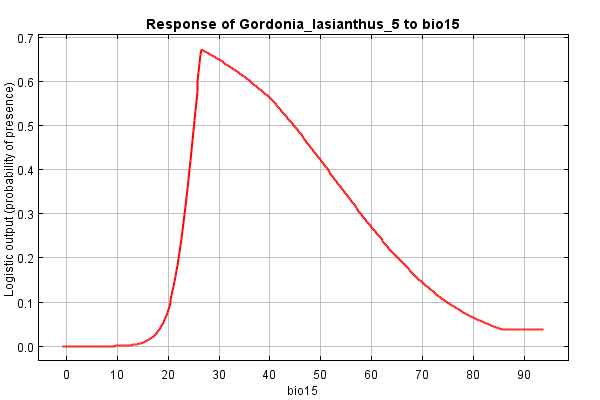 Response of Gordonia_lasianthus_5 to bio15
Logistic output (probability of presence)
0.7
0.6
0.5
0.4
0.3
0.2
0.1
0.0
0 10 20 30 40 50 60 70 80 90
bio15